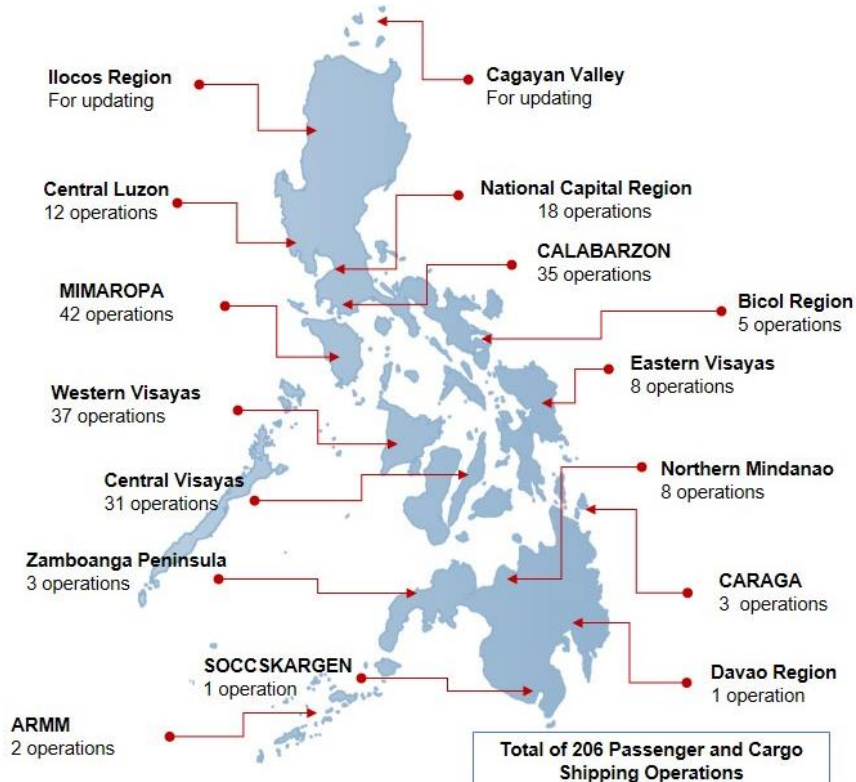 Ilocos Region
For updating
Cagayan Valley
For updating
Central Luzon
12 operations
National Capital Region
18 operations
CALABARZON
35 operations
MIMAROPA
42 operations
Bicol Region
5 operations
Eastern Visayas
8 operations
Western Visayas
37 operations
Northern Mindanao
8 operations
Central Visayas
31 operations
Zamboanga Peninsula
3 operations
CARAGA
3 operations
SOCCSKARGEN
1 operation
Davao Region
1 operation
ARMM
2 operations
Total of 206 Passenger and Cargo
Shipping Operations